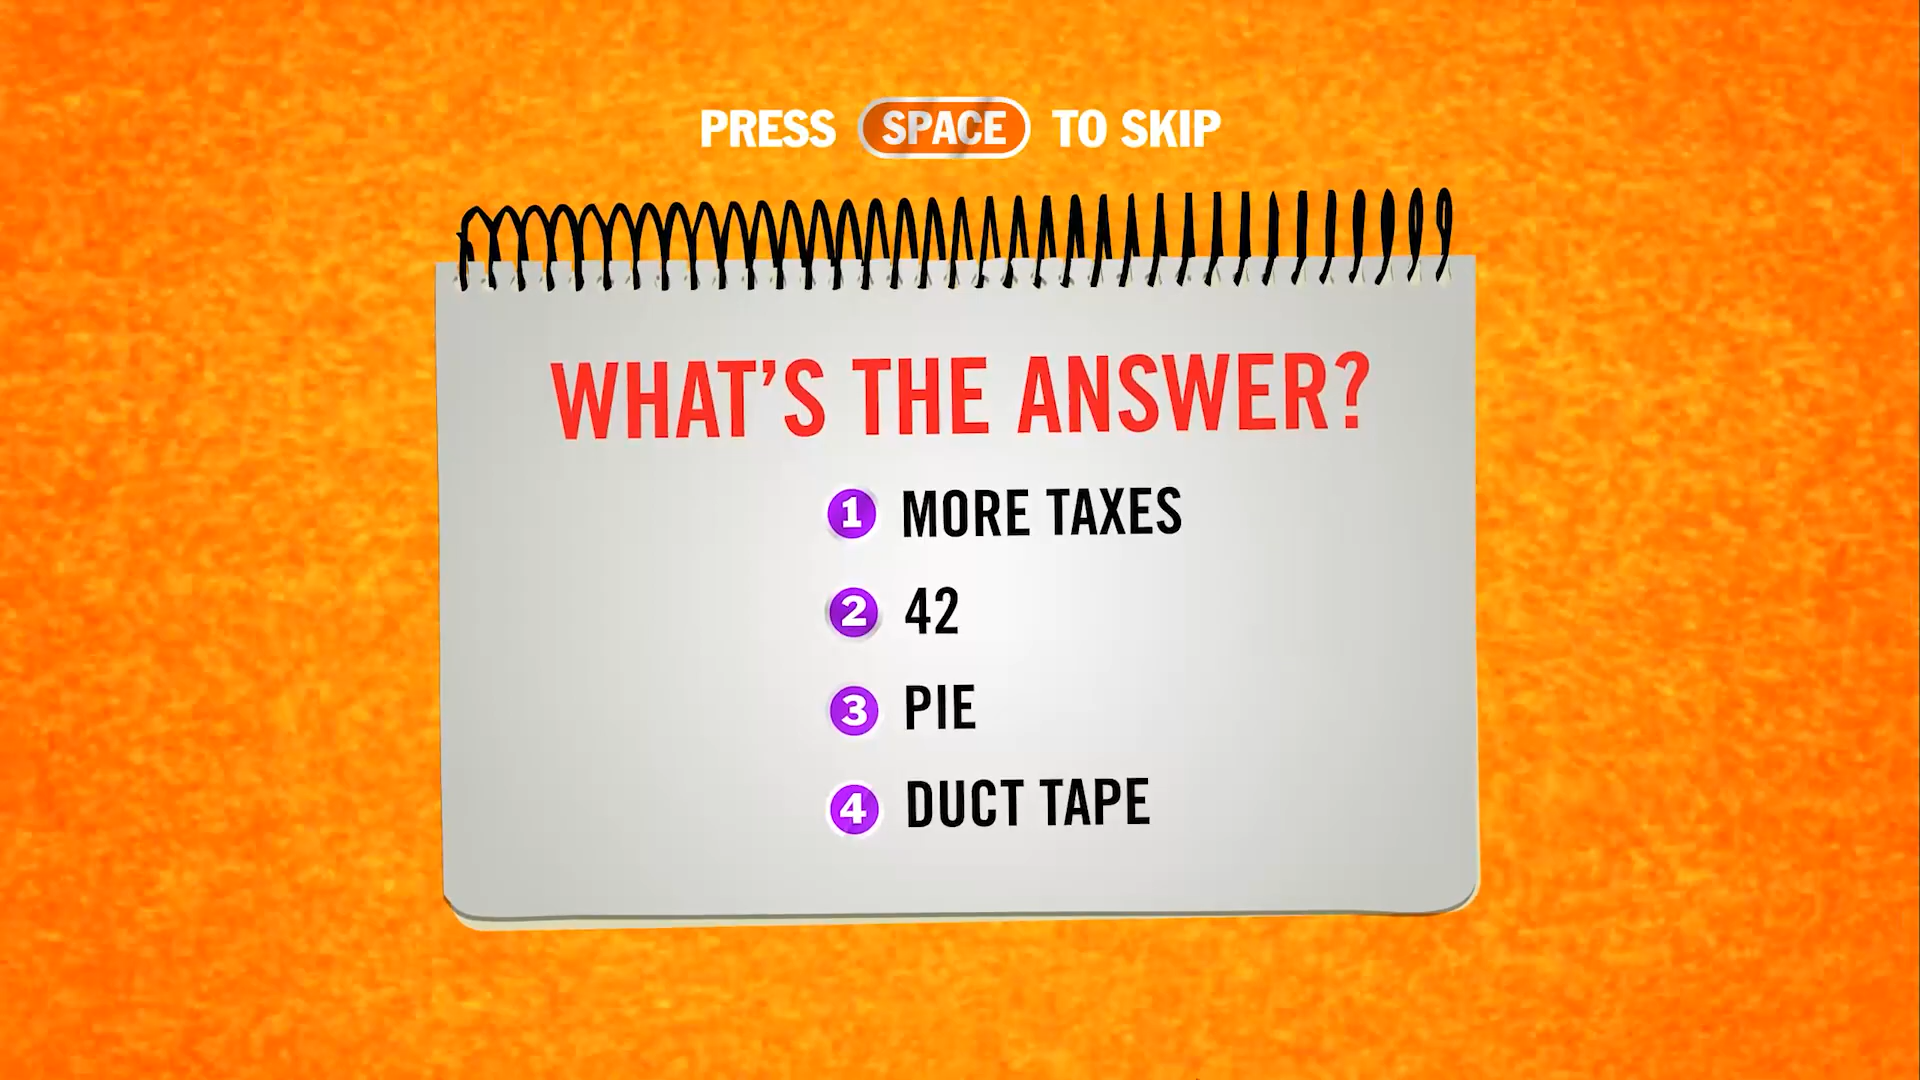 PRESS SPACE TO SKIP
WHAT'S THE ANSWER?
1 MORE TAXES
2 42
3 PIE
4 DUCT TAPE